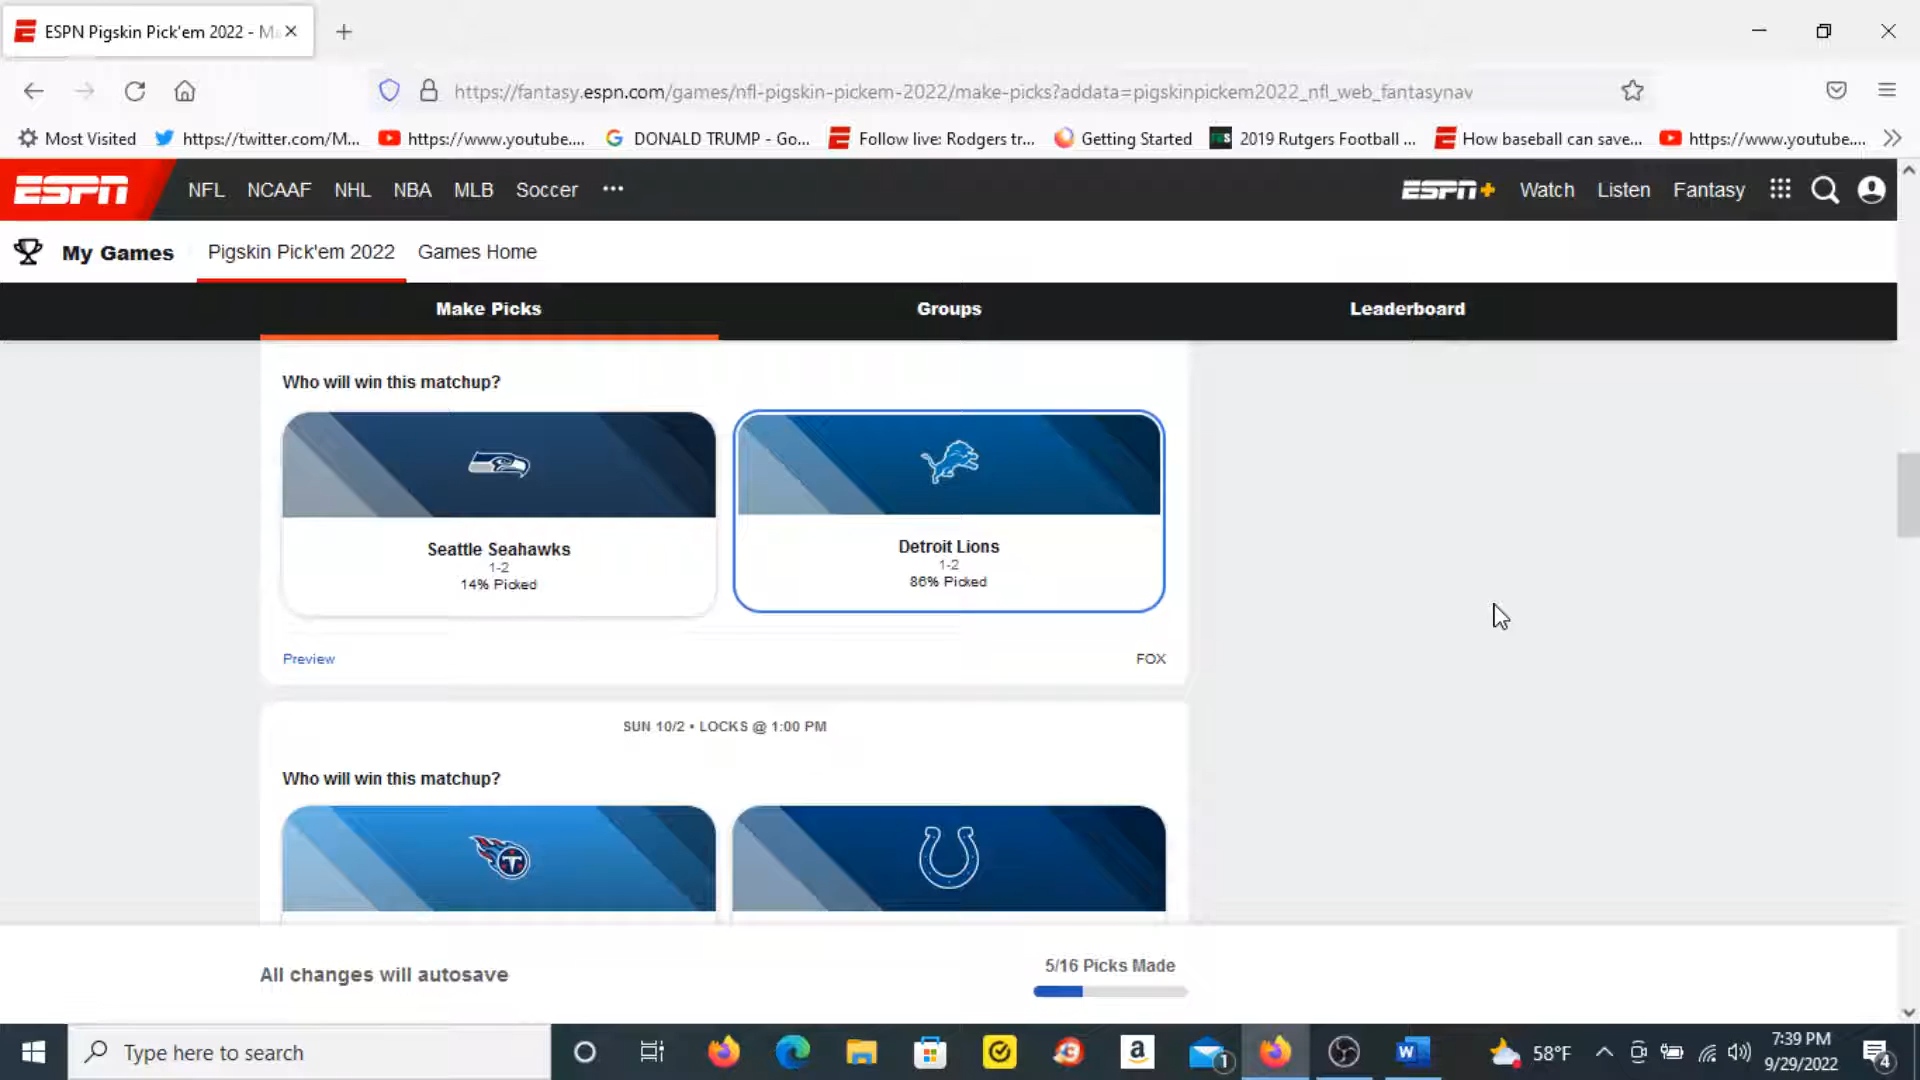 ESPN Pigskin Pick'em 2022 - Ma
https://fantasy.espn.com/games/nfl-pigskin-pickem-2022/make-picks?addata=pigskinpickem2022_nfl_web_fantasynav
Most Visited https://twitter.com/M... https://www.youtube.... DONALD TRUMP - Go... Follow live: Rodgers tr... Getting Started 2019 Rutgers Football ... How baseball can save... https://www.youtube....
ESPN NFL NCAAF NHL NBA MLB Soccer ESPN+ Watch Listen Fantasy
My Games Pigskin Pick'em 2022 Games Home
Make Picks Groups Leaderboard
Who will win this matchup?
Seattle Seahawks
1-2
14% Picked
Detroit Lions
1-2
86% Picked
Preview FOX
SUN 10/2 • LOCKS @ 1:00 PM
Who will win this matchup?
T
All changes will autosave
5/16 Picks Made
Type here to search
a
1
W
58°F
7:39 PM
9/29/2022
4